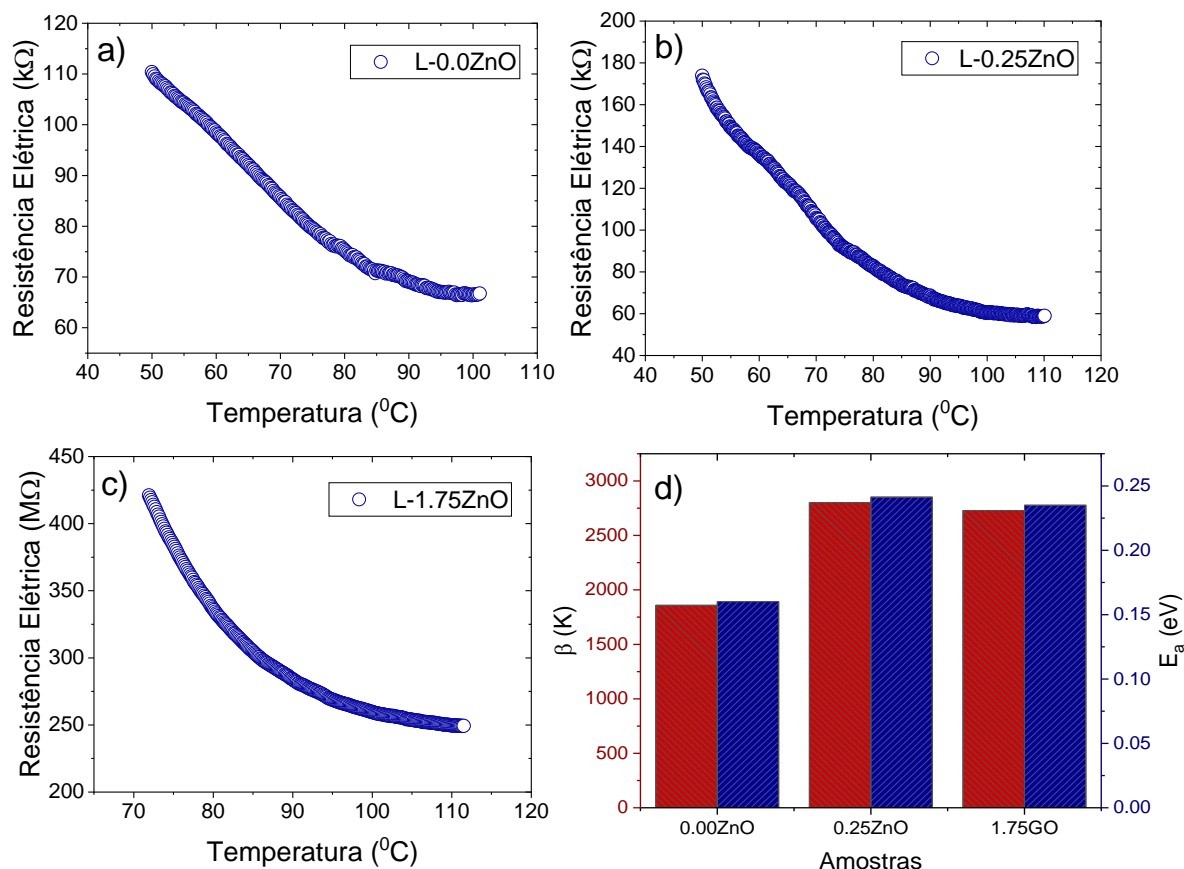 a)
L-0.0ZnO
Resistência Elétrica (kΩ)
120
110
100
90
80
70
60
40 50 60 70 80 90 100 110
Temperatura (⁰C)
b)
L-0.25ZnO
Resistência Elétrica (kΩ)
200
180
160
140
120
100
80
60
40
40 50 60 70 80 90 100 110 120
Temperatura (⁰C)
c)
L-1.75ZnO
Resistência Elétrica (MΩ)
450
400
350
300
250
200
70 80 90 100 110 120
Temperatura (⁰C)
d)
β (K)
3000
2500
2000
1500
1000
500
0
0.25
0.20
0.15
0.10
0.05
0.00
Eₐ (eV)
0.00ZnO 0.25ZnO 1.75GO
Amostras